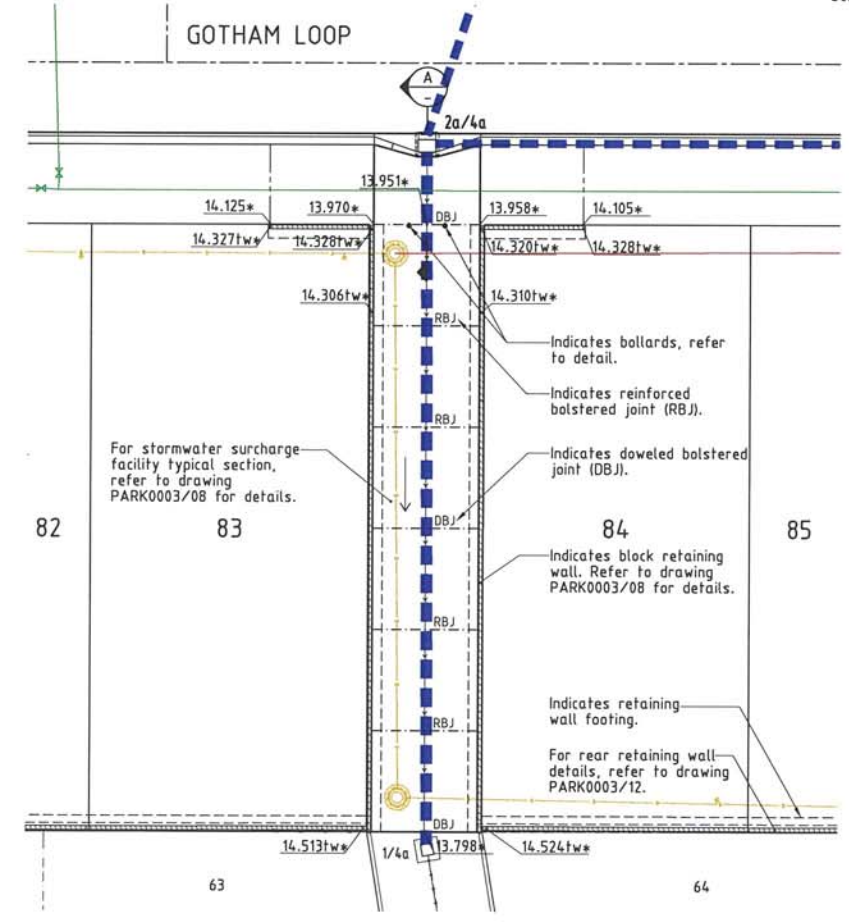 GOTHAM LOOP
A
-
2a/4a
13.951*
14.125*
13.970*
DBJ
13.958*
14.105*
14.327tw*
14.328tw*
14.320tw*
14.328tw*
14.306tw*
14.310tw*
RBJ
Indicates bollards, refer
to detail.
Indicates reinforced
bolstered joint (RBJ).
RBJ
For stormwater surcharge
facility typical section,
refer to drawing
PARK0003/08 for details.
Indicates doweled bolstered
joint (DBJ).
82
83
DBJ
84
85
Indicates block retaining
wall. Refer to drawing
PARK0003/08 for details.
RBJ
Indicates retaining
wall footing.
RBJ
For rear retaining wall
details, refer to drawing
PARK0003/12.
DBJ
14.513tw*
1/4a
13.798*
14.524tw*
63
64